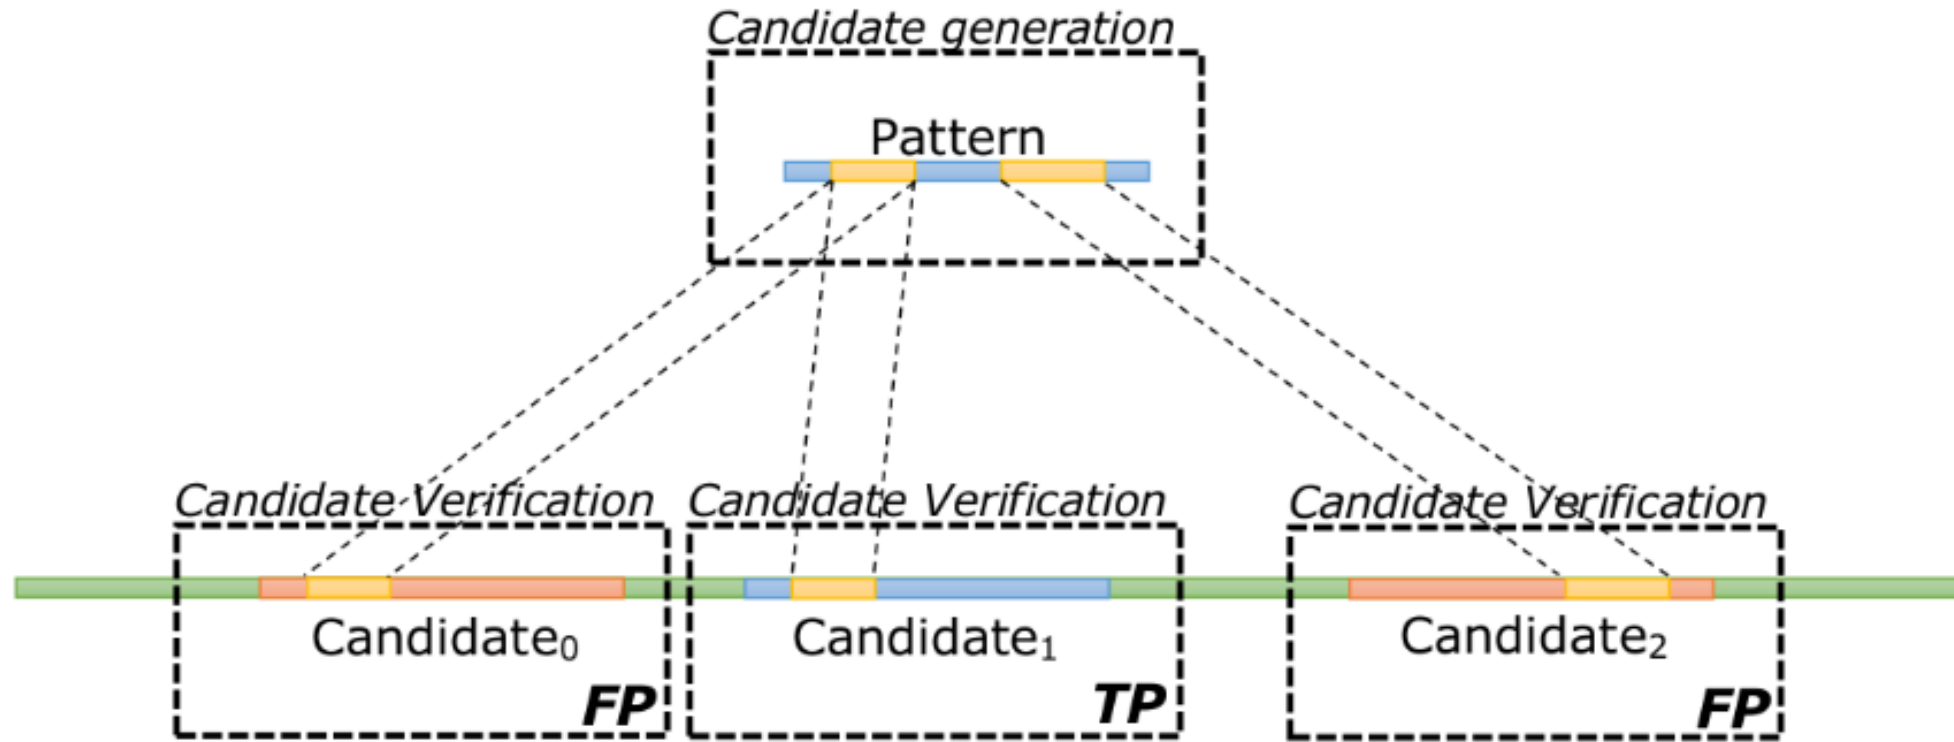 Candidate generation
Pattern
Candidate Verification
Candidate Verification
Candidate Verification
Candidate₀
Candidate₁
Candidate₂
FP
TP
FP